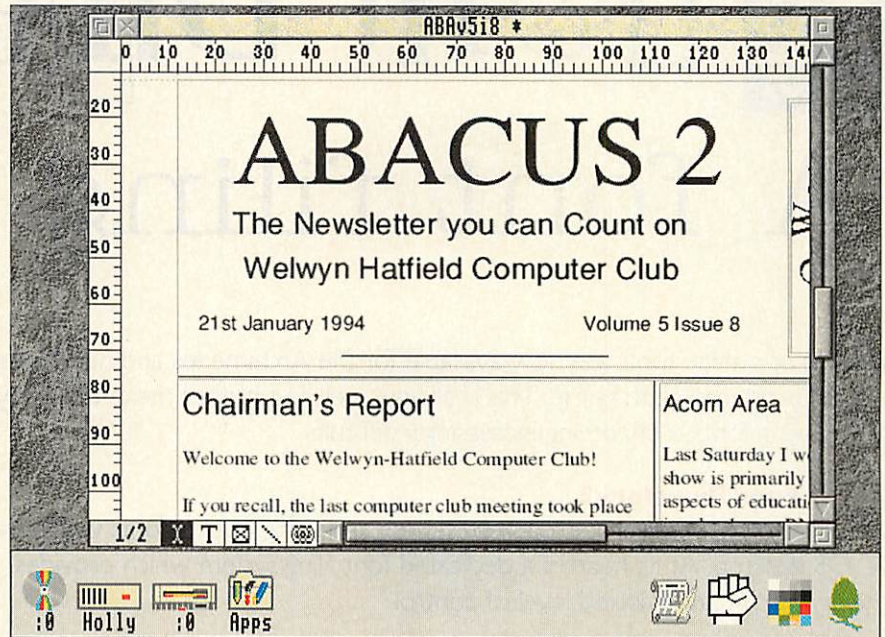 ABAv5i8 *
0 10 20 30 40 50 60 70 80 90 100 110 120 130
20
30
40
50
60
70
80
90
100
ABACUS 2
The Newsletter you can Count on
Welwyn Hatfield Computer Club
21st January 1994 Volume 5 Issue 8
Chairman's Report
Welcome to the Welwyn-Hatfield Computer Club!
If you recall, the last computer club meeting took place
Acorn Area
Last Saturday I
show is primarily
aspects of
1/2 T
:0 Holly :0 Apps